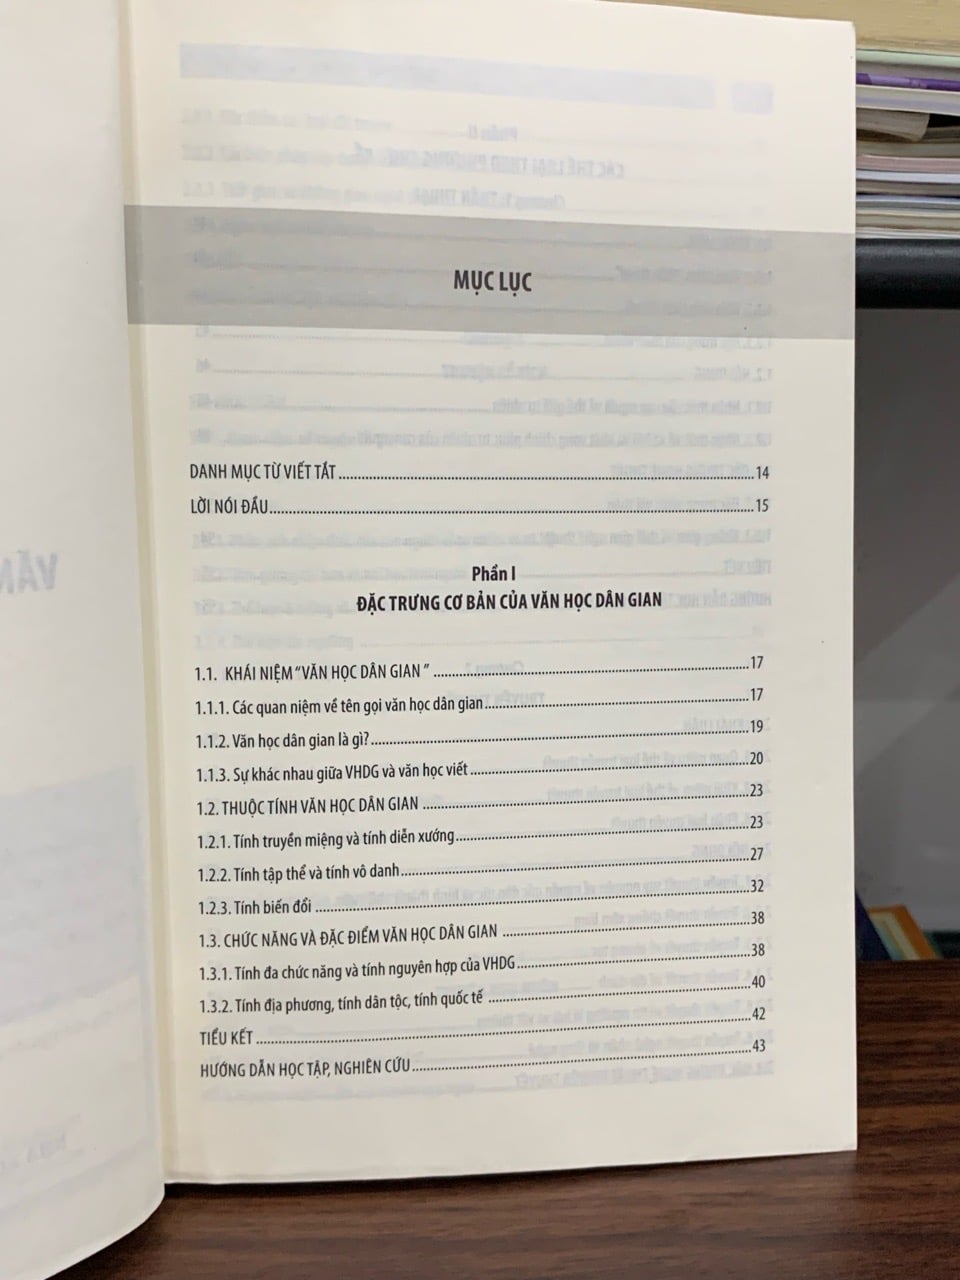 MỤC LỤC
DANH MỤC TỪ VIẾT TẮT ... 14
LỜI NÓI ĐẦU ... 15
Phần I
ĐẶC TRƯNG CƠ BẢN CỦA VĂN HỌC DÂN GIAN
1.1. KHÁI NIỆM “VĂN HỌC DÂN GIAN ” ... 17
1.1.1. Các quan niệm về tên gọi văn học dân gian ... 17
1.1.2. Văn học dân gian là gì? ... 19
1.1.3. Sự khác nhau giữa VHDG và văn học viết ... 20
1.2. THUỘC TÍNH VĂN HỌC DÂN GIAN ... 23
1.2.1. Tính truyền miệng và tính diễn xướng ... 23
1.2.2. Tính tập thể và tính vô danh ... 27
1.2.3. Tính biến đổi ... 32
1.3. CHỨC NĂNG VÀ ĐẶC ĐIỂM VĂN HỌC DÂN GIAN ... 38
1.3.1. Tính đa chức năng và tính nguyên hợp của VHDG ... 38
1.3.2. Tính địa phương, tính dân tộc, tính quốc tế ... 40
TIỂU KẾT ... 42
HƯỚNG DẪN HỌC TẬP, NGHIÊN CỨU ... 43